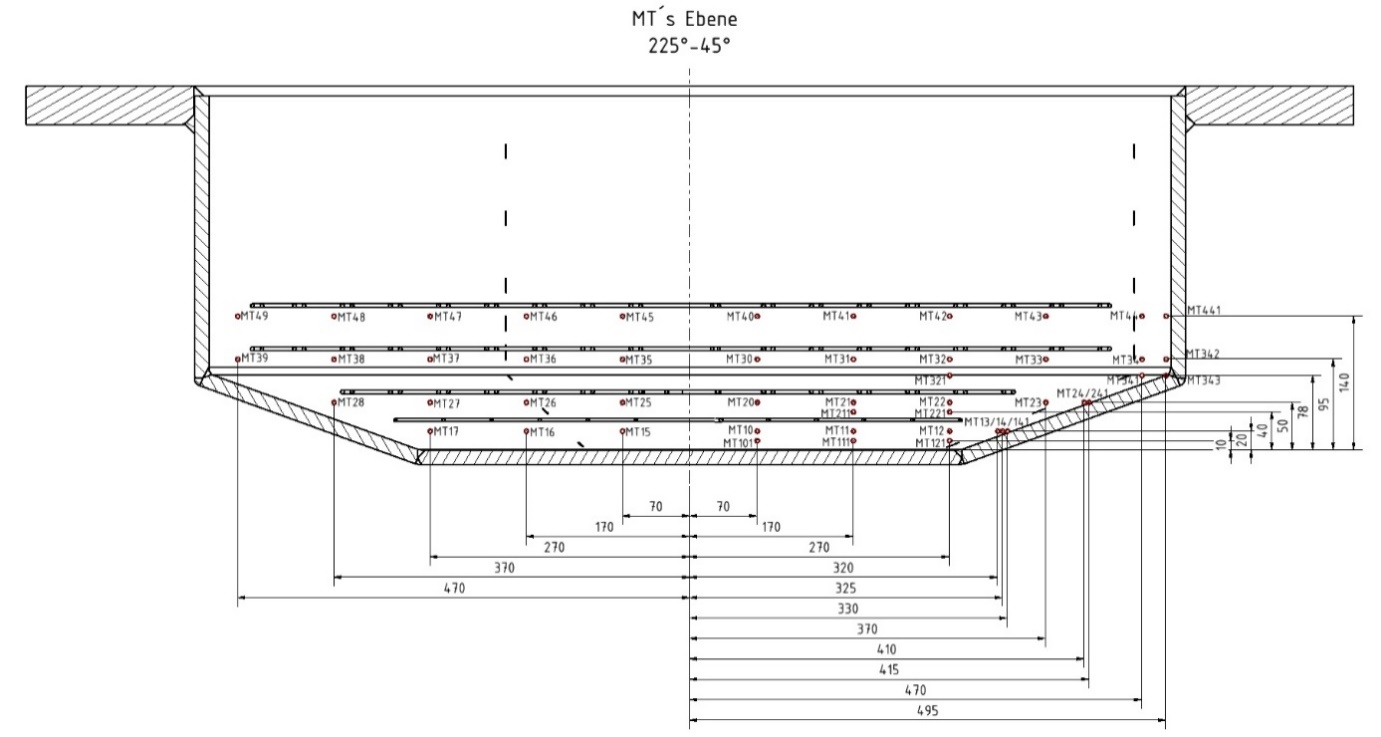 MT´s Ebene
225°-45°
MT49 MT48 MT47 MT46 MT45 MT40 MT41 MT42 MT43 MT44 MT441
MT39 MT38 MT37 MT36 MT35 MT30 MT31 MT32 MT33 MT34 MT342
MT321 MT341 MT343
MT24/241
MT28 MT27 MT26 MT25 MT20 MT21 MT22 MT23
MT211 MT221
MT13/14/141
MT17 MT16 MT15 MT10 MT11 MT12
MT101 MT111 MT121
10 20 40 50 78 95 140
70 70
170 170
270 270
370 320
470 325
330
370
410
415
470
495